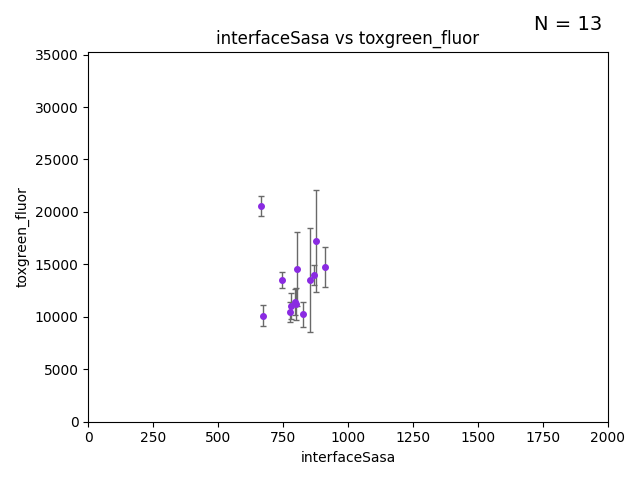 N = 13
interfaceSasa vs toxgreen_fluor
35000
30000
25000
20000
15000
10000
5000
0
toxgreen_fluor
0 250 500 750 1000 1250 1500 1750 2000
interfaceSasa